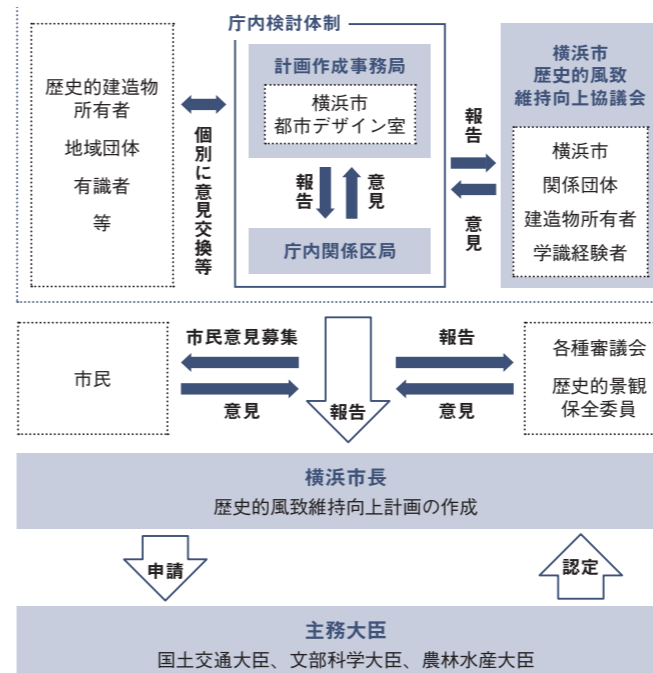 庁内検討体制
歴史的建造物
所有者
地域団体
有識者
等
個別に意見交換等
計画作成事務局
横浜市
都市デザイン室
報告
意見
庁内関係区局
報告
意見
横浜市
歴史的風致
維持向上協議会
横浜市
関係団体
建造物所有者
学識経験者
市民
市民意見募集
意見
報告
報告
意見
各種審議会
歴史的景観
保全委員
横浜市長
歴史的風致維持向上計画の作成
申請
認定
主務大臣
国土交通大臣、文部科学大臣、農林水産大臣